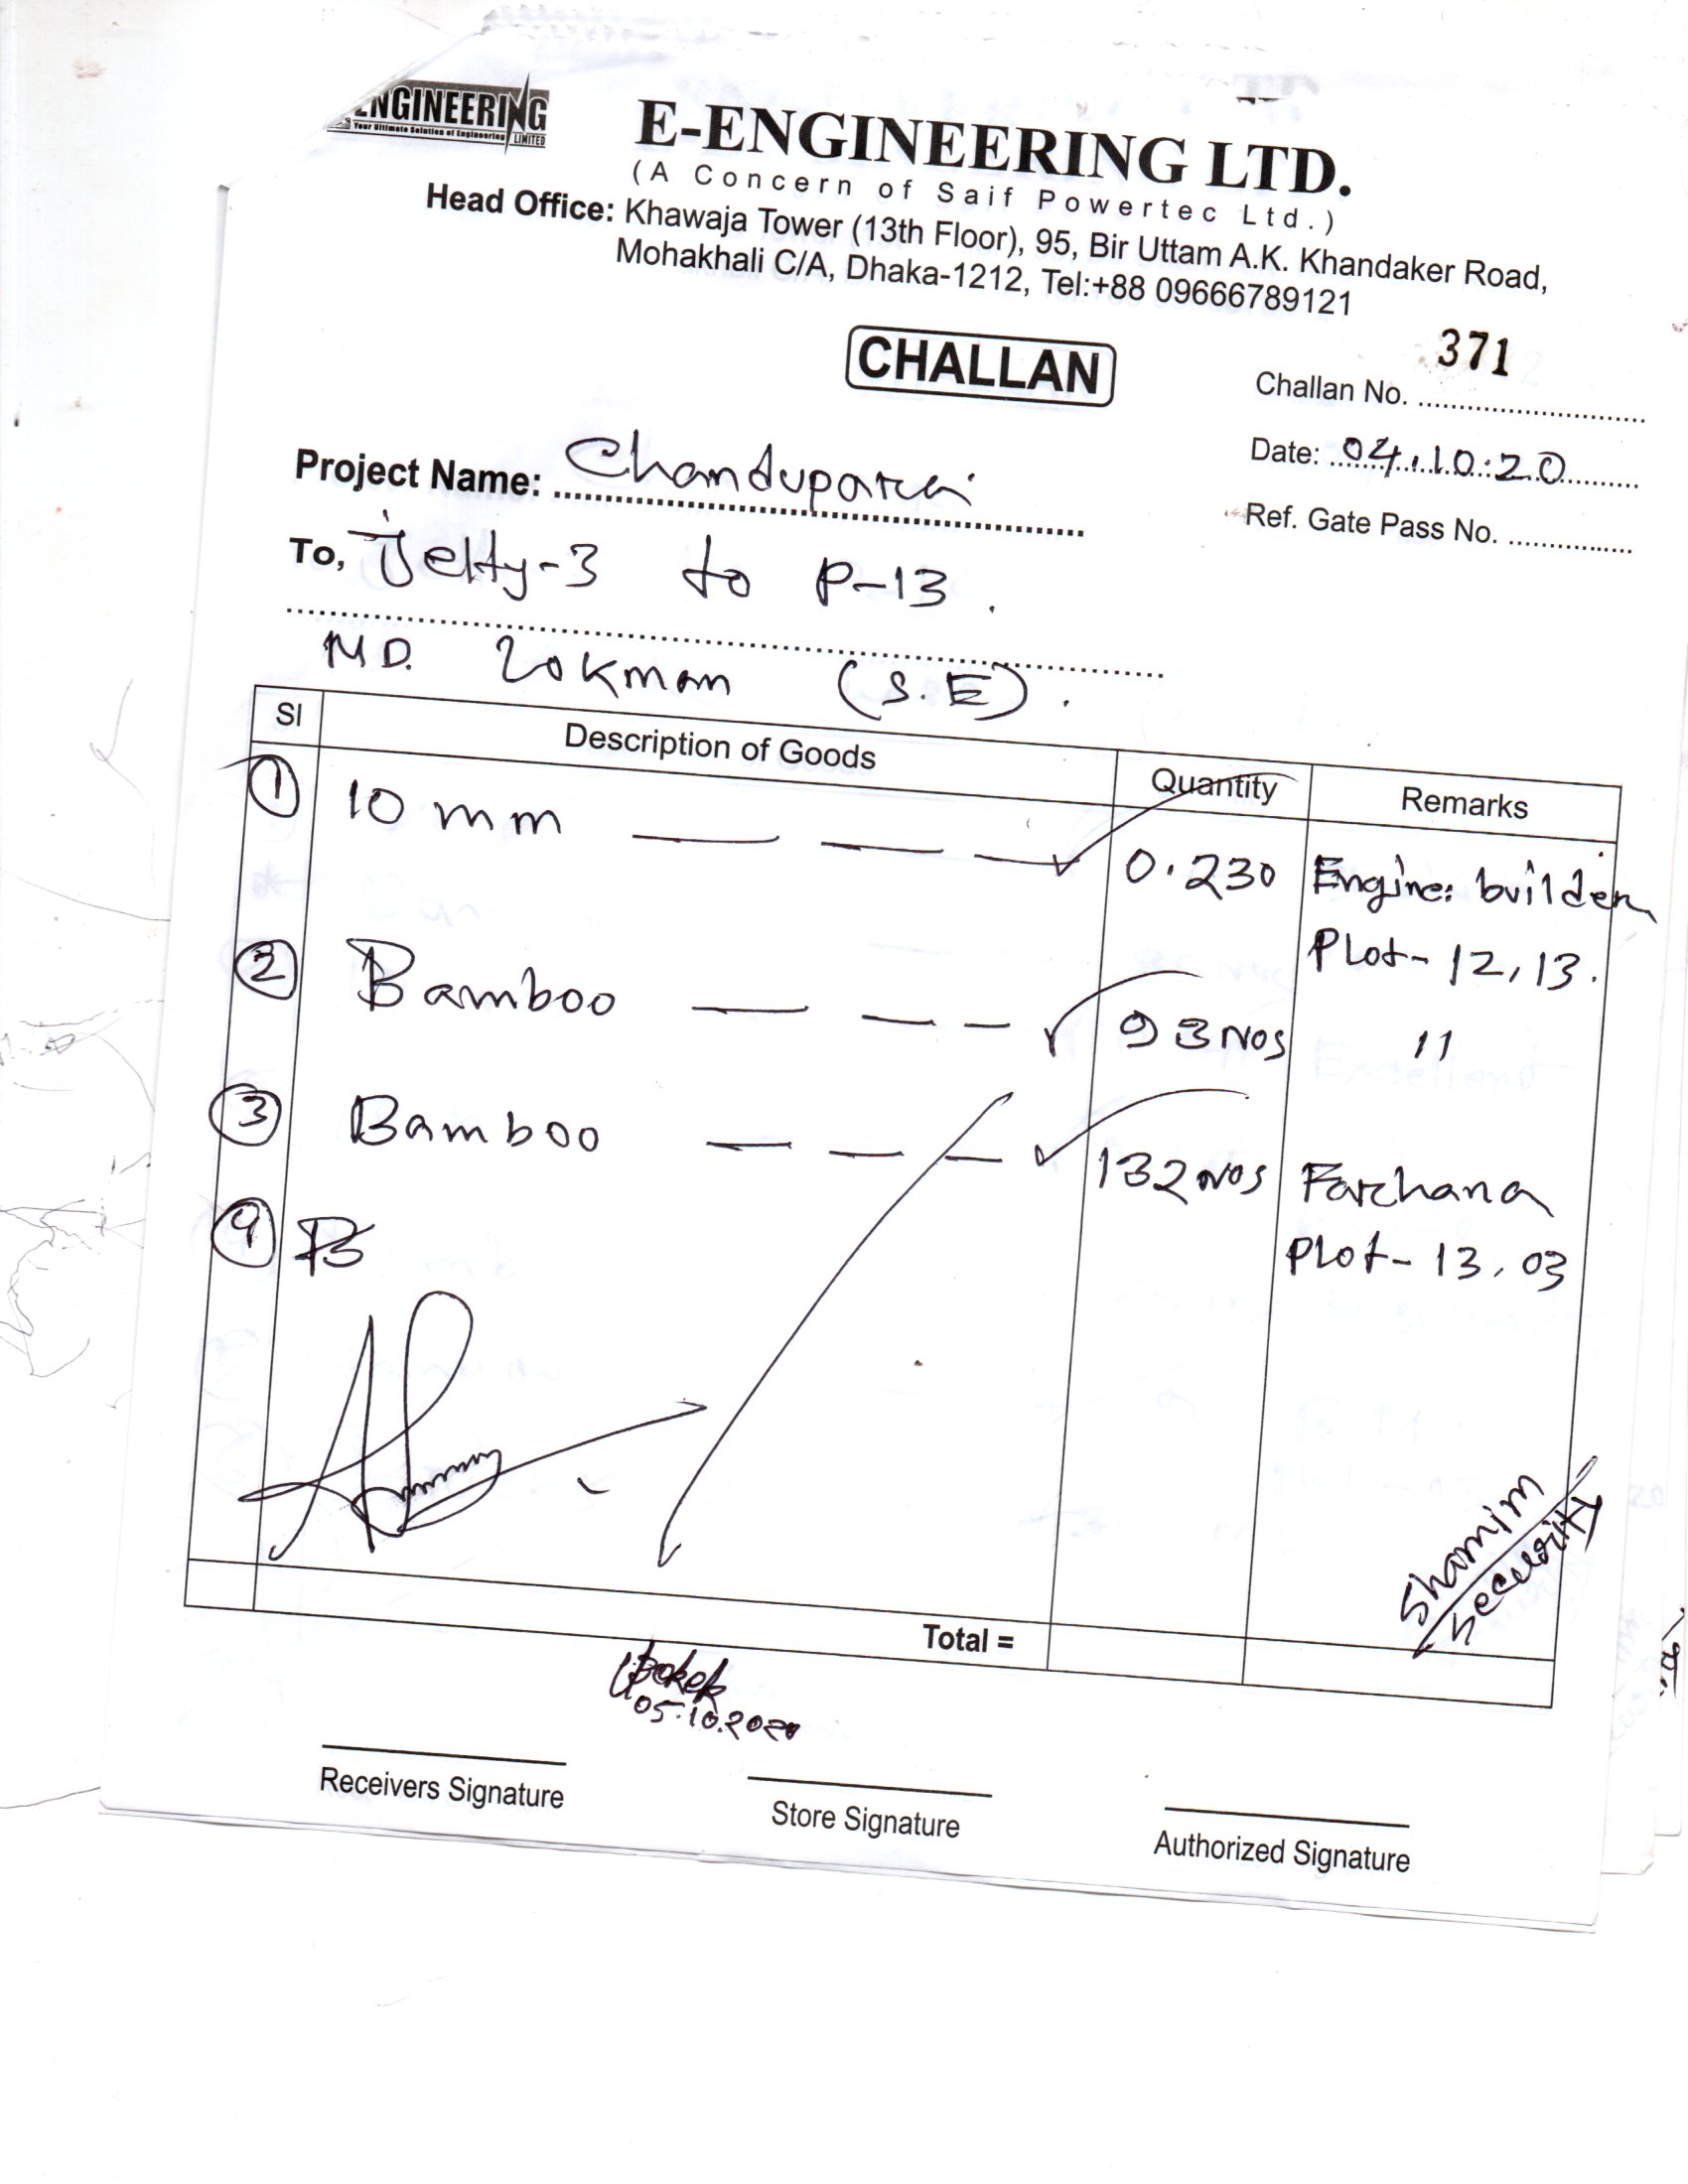 ENGINEERING
Your Ultimate Solution of Engineering
LIMITED
E-ENGINEERING LTD.
(A Concern of Saif Powertec Ltd.)
Head Office: Khawaja Tower (13th Floor), 95, Bir Uttam A.K. Khandaker Road,
Mohakhali C/A, Dhaka-1212, Tel:+88 09666789121
CHALLAN
Challan No. 371
Date: 04.10.20
Ref. Gate Pass No.
Project Name:
To, Jetty-3 to P-13.
MD. Lokman (S.E).
Sl Description of Goods Quantity Remarks
1 10 mm 0.230 Engine: builder
Plot-12,13.
2 Bamboo 93 Nos "
3 Bamboo 132 Nos Farhana
Plot-13,03
4 B
Shamim
Security
Total =
05.10.2020
Receivers Signature
Store Signature
Authorized Signature